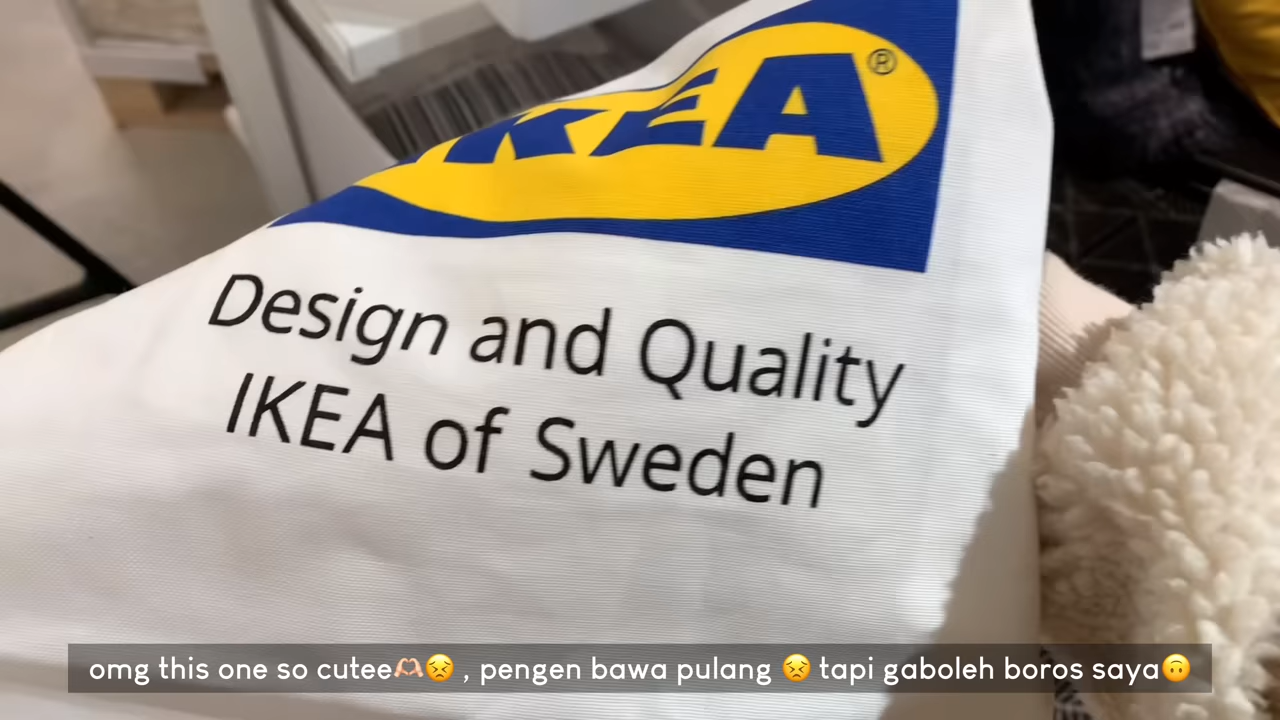 IKEA®
Design and Quality
IKEA of Sweden
omg this one so cutee🫶🏻😣 , pengen bawa pulang 😣 tapi gaboleh boros saya🙃